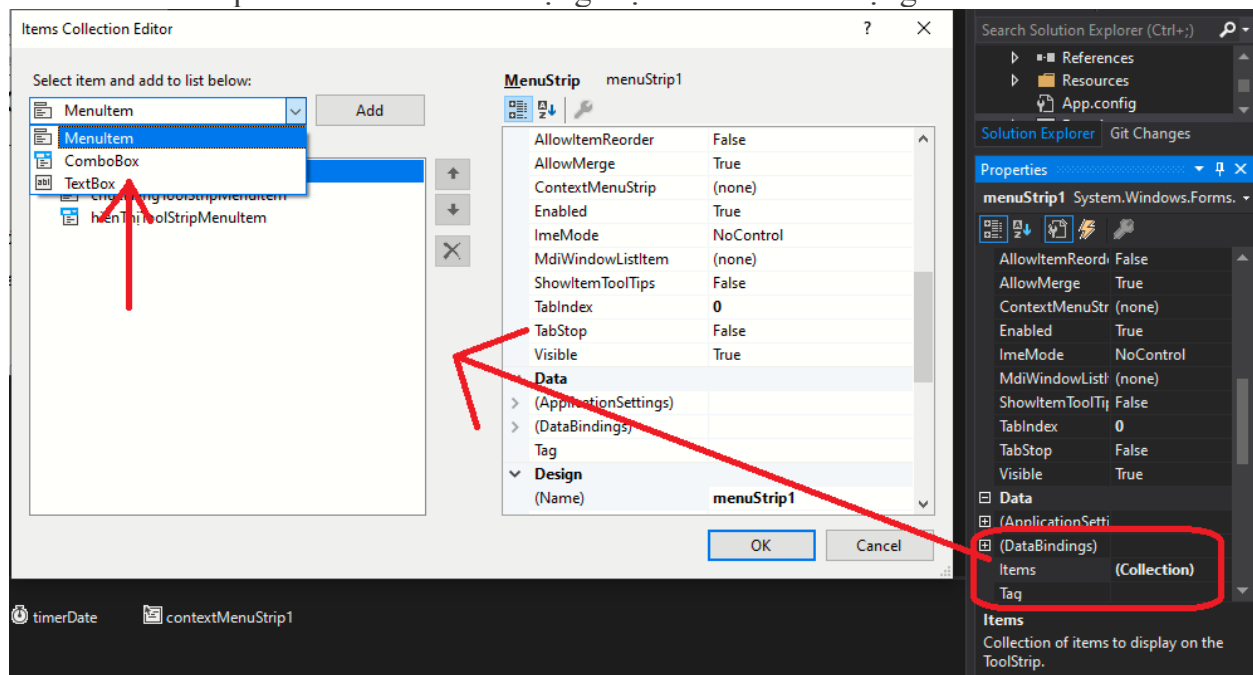 Items Collection Editor
?
Select item and add to list below:
MenuItem
Add
MenuItem
ComboBox
TextBox
hiểnThịToolStripMenuItem
MenuStrip menuStrip1
AllowItemReorder False
AllowMerge True
ContextMenuStrip (none)
Enabled True
ImeMode NoControl
MdiWindowListItem (none)
ShowItemToolTips False
TabIndex 0
TabStop False
Visible True
Data
(ApplicationSettings)
(DataBindings)
Tag
Design
(Name) menuStrip1
OK Cancel
timerDate contextMenuStrip1
Search Solution Explorer (Ctrl+;)
References
Resources
App.config
Solution Explorer Git Changes
Properties
menuStrip1 System.Windows.Forms.
AllowItemReord False
AllowMerge True
ContextMenuStr (none)
Enabled True
ImeMode NoControl
MdiWindowListI (none)
ShowItemToolTi False
TabIndex 0
TabStop False
Visible True
Data
(ApplicationSetti
(DataBindings)
Items (Collection)
Tag
Items
Collection of items to display on the
ToolStrip.